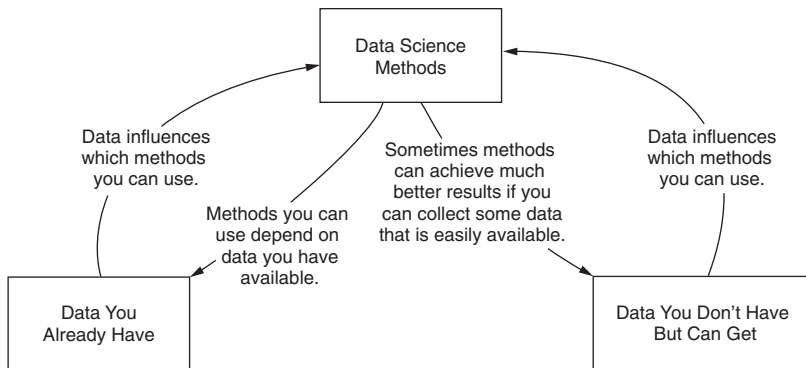 Data Science
Methods
Data influences
which methods
you can use.
Methods you can
use depend on
data you have
available.
Sometimes methods
can achieve much
better results if you
can collect some data
that is easily available.
Data influences
which methods
you can use.
Data You
Already Have
Data You Don’t Have
But Can Get